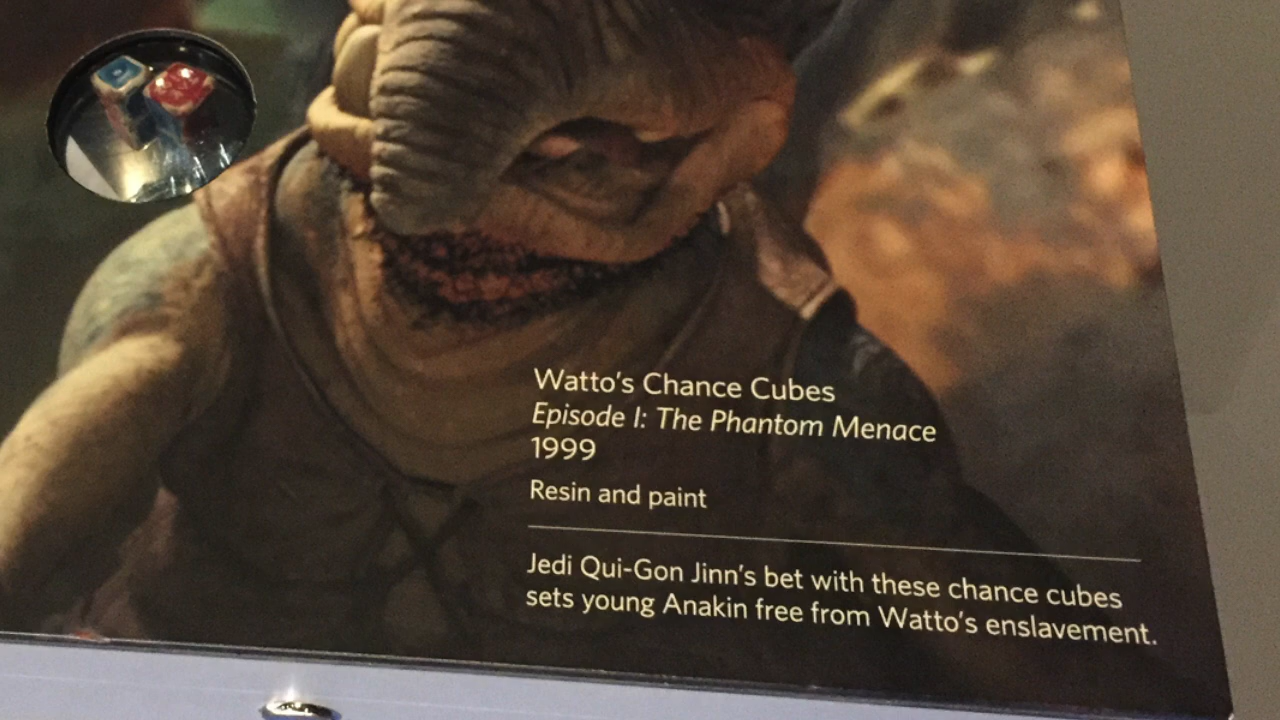 Watto's Chance Cubes
Episode I: The Phantom Menace
1999
Resin and paint
Jedi Qui-Gon Jinn's bet with these chance cubes
sets young Anakin free from Watto's enslavement.